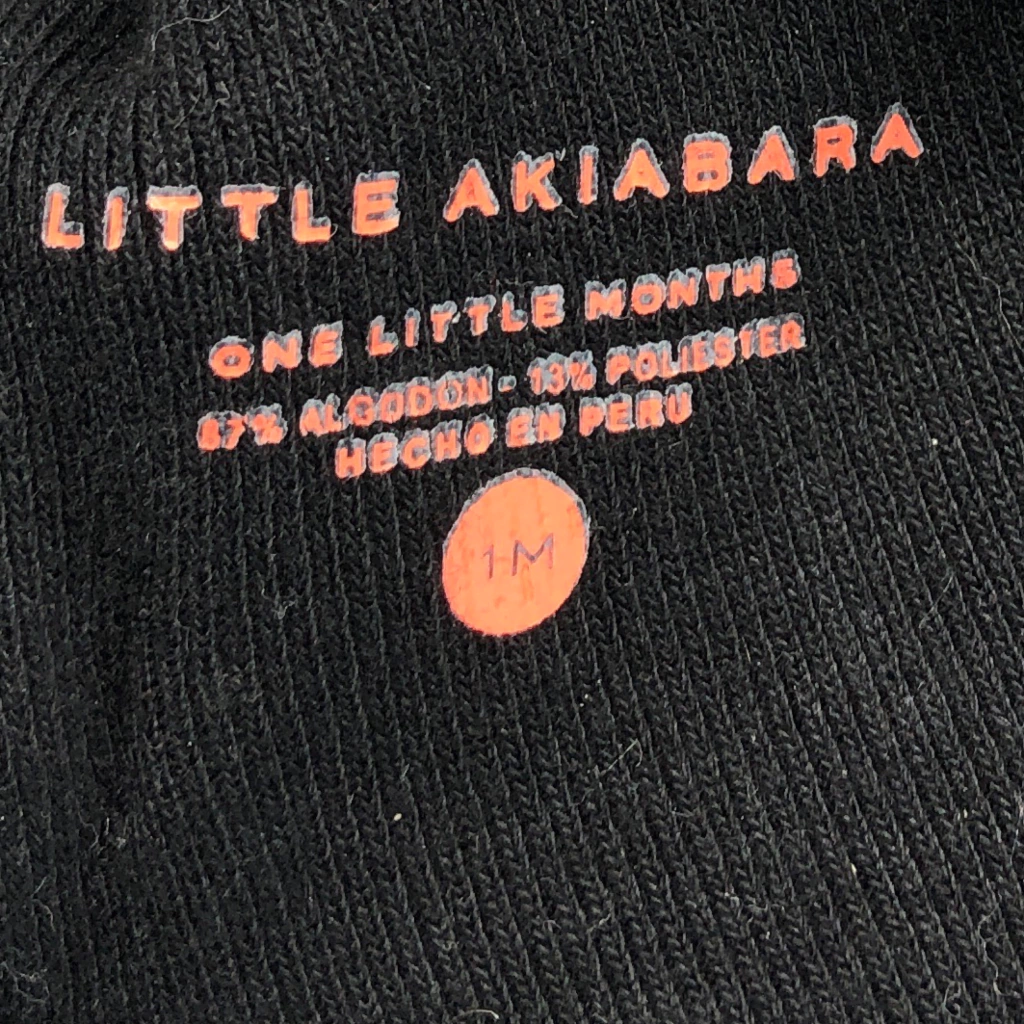 LITTLE AKIABARA
ONE LITTLE MONTHS
87% ALGODON - 13% POLIESTER
HECHO EN PERU
1M